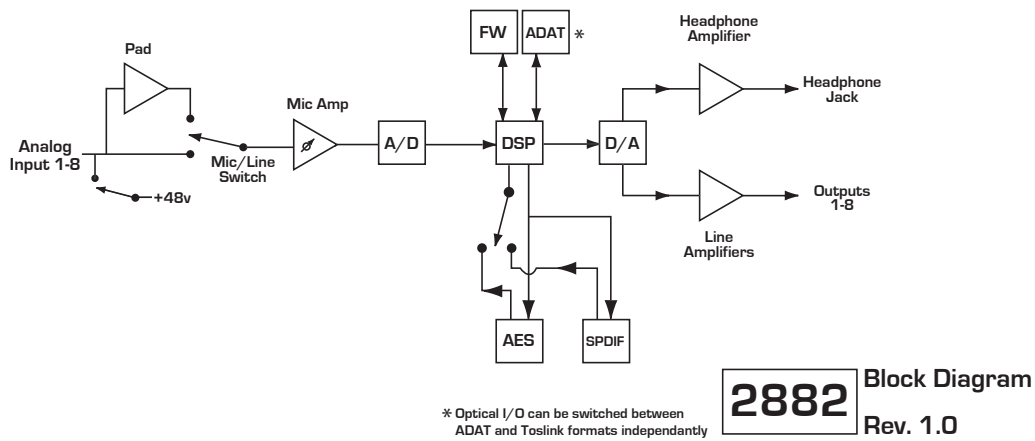 FW
ADAT *
Headphone
Amplifier
Pad
Headphone
Jack
Mic Amp
A/D
DSP
D/A
Analog
Input 1-8
Mic/Line
Switch
+48v
Outputs
1-8
Line
Amplifiers
AES
SPDIF
2882
Block Diagram
Rev. 1.0
* Optical I/O can be switched between
ADAT and Toslink formats independantly